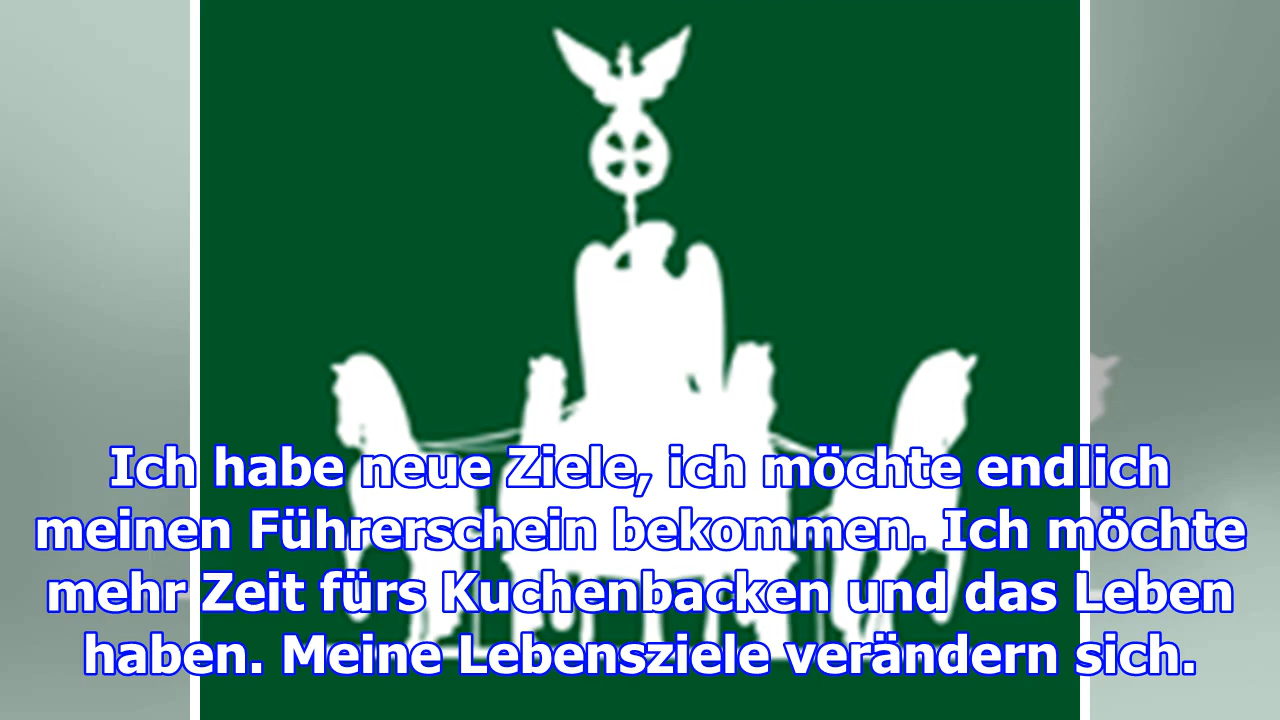 Ich habe neue Ziele, ich möchte endlich
meinen Führerschein bekommen. Ich möchte
mehr Zeit fürs Kuchenbacken und das Leben
haben. Meine Lebensziele verändern sich.